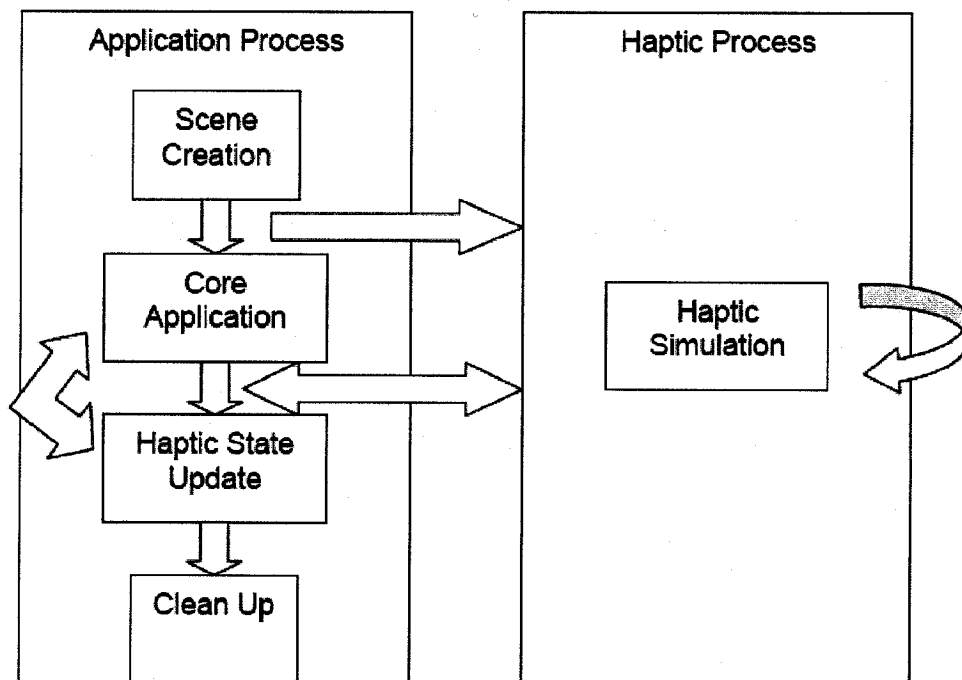 Application Process
Scene
Creation
Core
Application
Haptic State
Update
Clean Up
Haptic Process
Haptic
Simulation